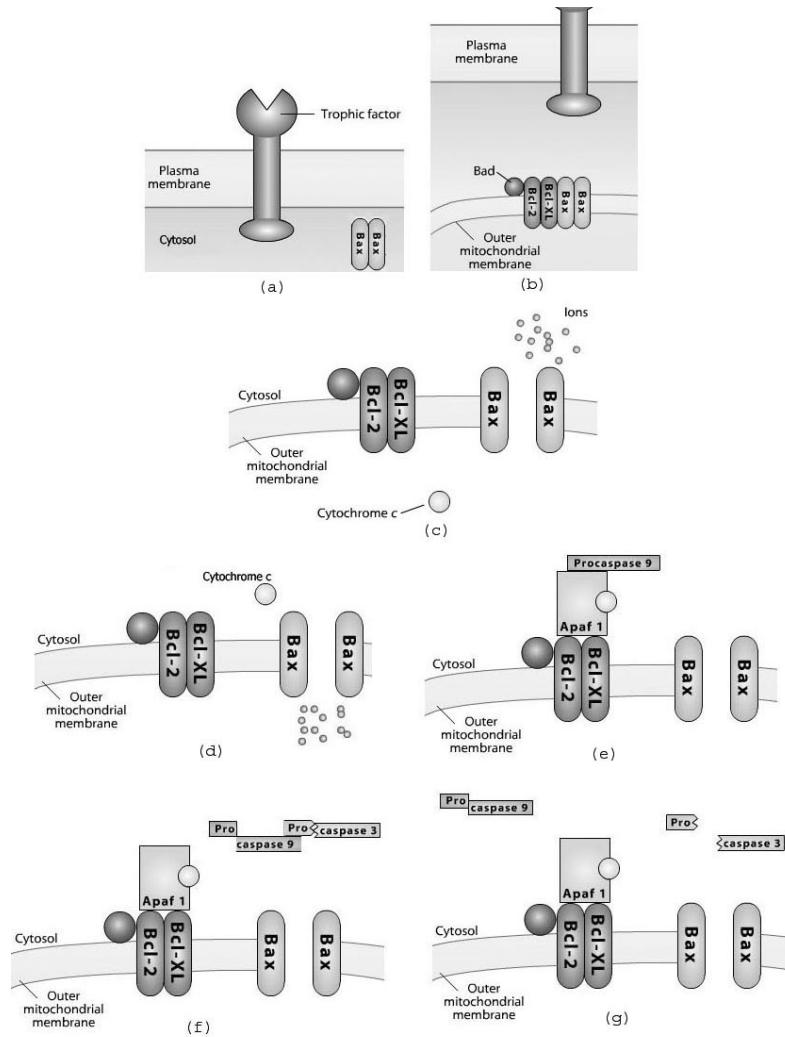 Trophic factor
Plasma
membrane
Cytosol
Bax
Bax
(a)
Plasma
membrane
Bad
Bcl-2
Bcl-XL
Bax
Bax
Outer
mitochondrial
membrane
(b)
Ions
Cytosol
Bcl-2
Bcl-XL
Bax
Bax
Outer
mitochondrial
membrane
Cytochrome c
(c)
Cytochrome c
Cytosol
Bcl-2
Bcl-XL
Bax
Bax
Outer
mitochondrial
membrane
(d)
Procaspase 9
Apaf 1
Cytosol
Bcl-2
Bcl-XL
Bax
Bax
Outer
mitochondrial
membrane
(e)
Pro
caspase 9
Pro
caspase 3
Apaf 1
Cytosol
Bcl-2
Bcl-XL
Bax
Bax
Outer
mitochondrial
membrane
(f)
Pro
caspase 9
Pro
caspase 3
Apaf 1
Cytosol
Bcl-2
Bcl-XL
Bax
Bax
Outer
mitochondrial
membrane
(g)